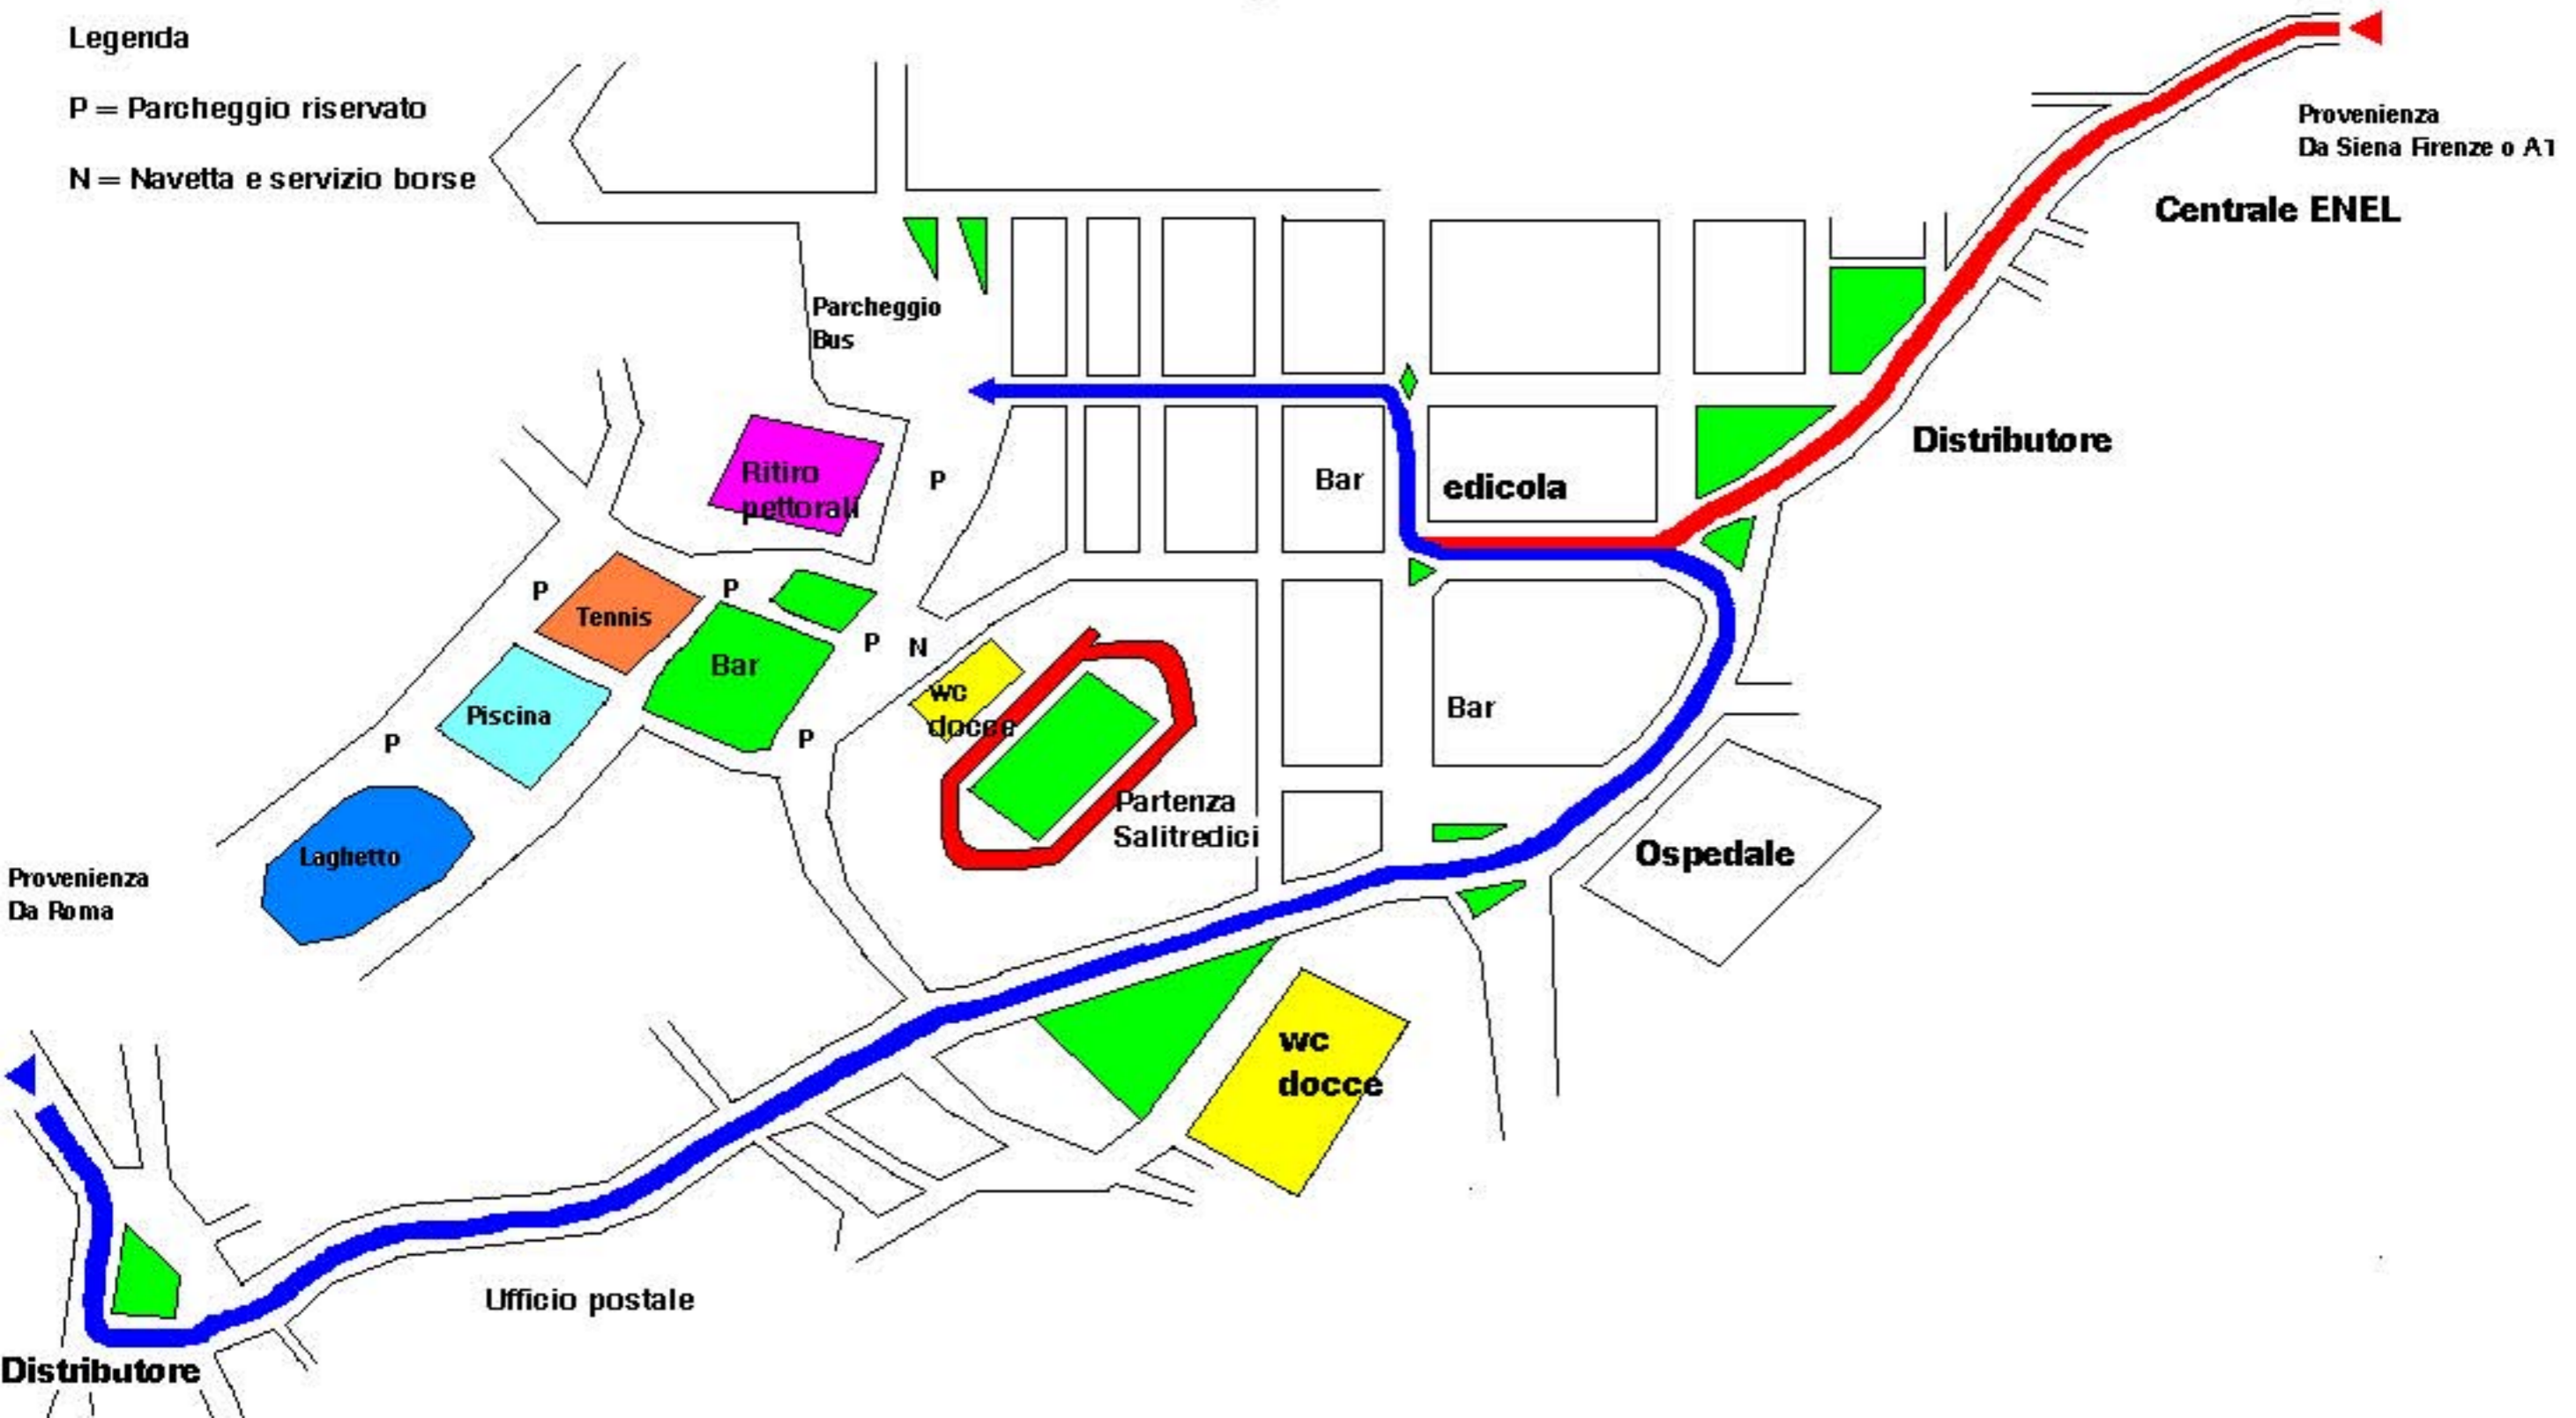 Legenda
P = Parcheggio riservato
N = Navetta e servizio borse
Provenienza
Da Siena Firenze o A1
Centrale ENEL
Parcheggio
Bus
Distributore
Ritiro
pettorali
P
Bar
edicola
P
Tennis
P
P
N
Bar
wc
docce
Piscina
P
P
Bar
Partenza
Salitredici
Laghetto
Ospedale
Provenienza
Da Roma
wc
docce
Ufficio postale
Distributore